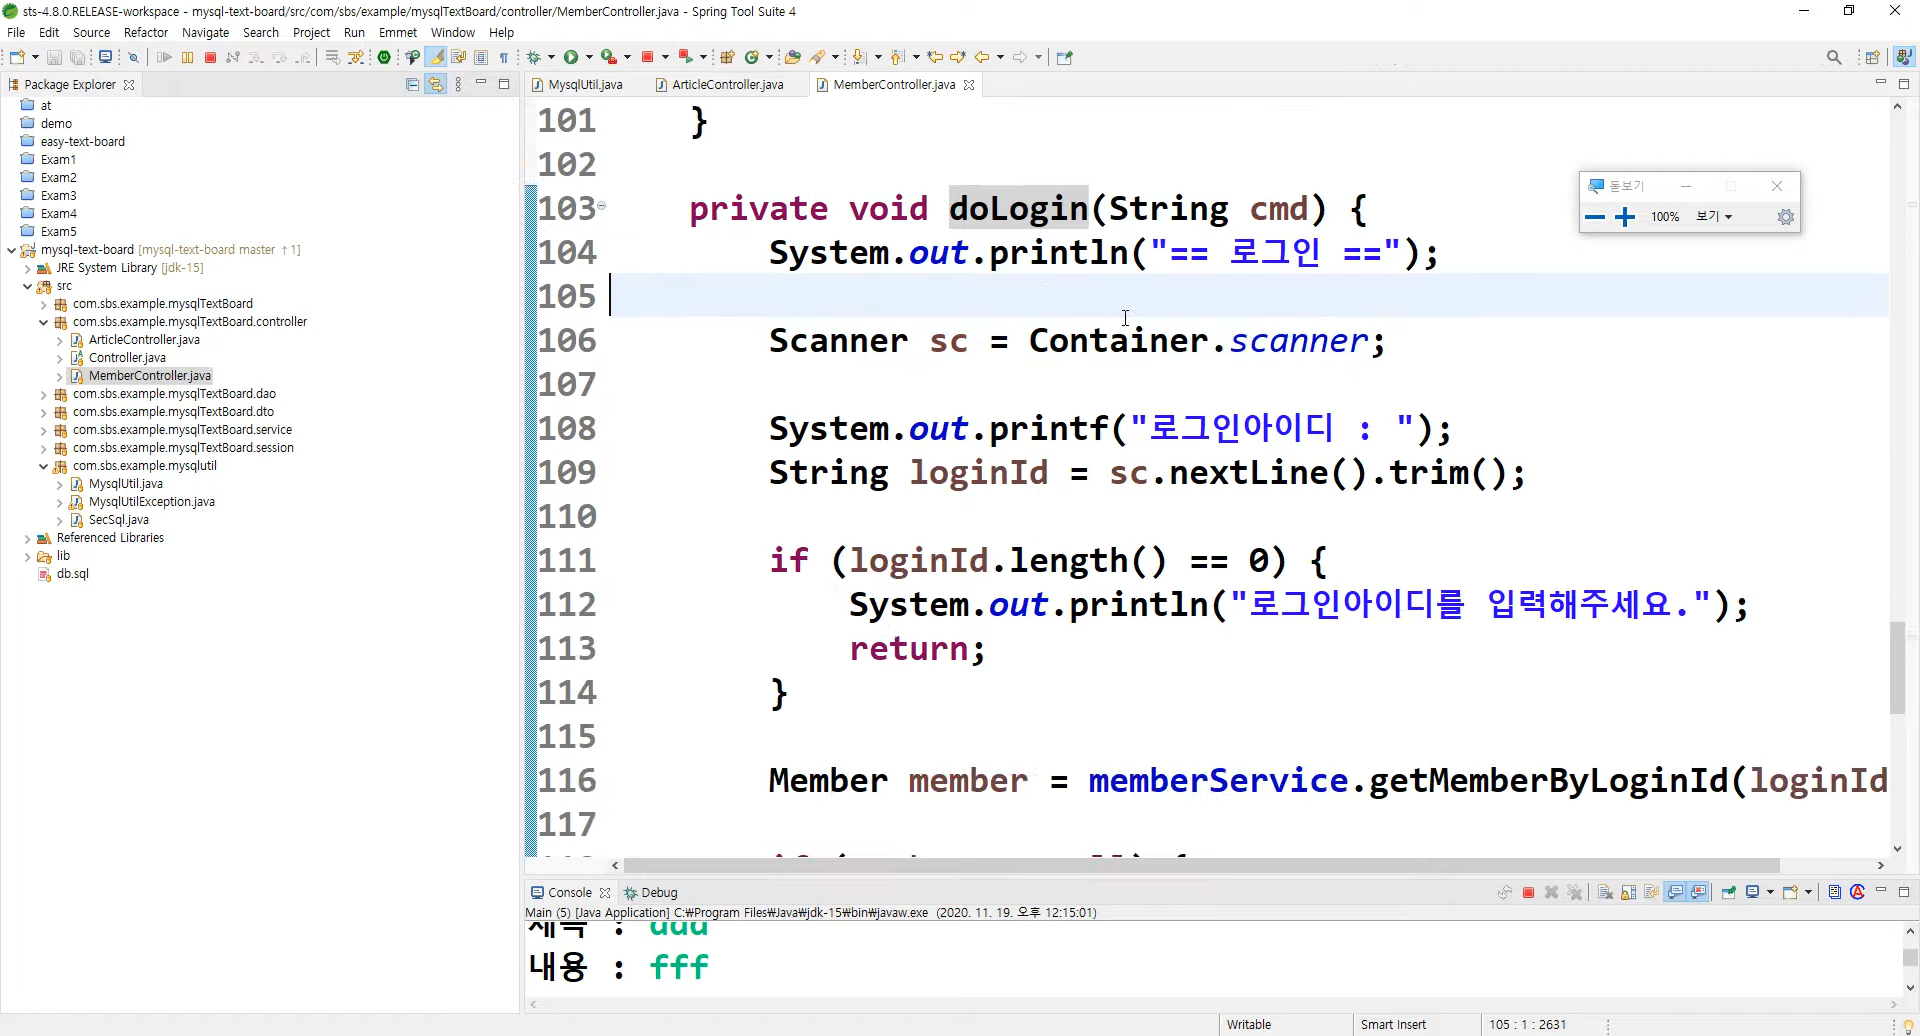 sts-4.8.0.RELEASE-workspace - mysql-text-board/src/com/sbs/example/mysqlTextBoard/controller/MemberController.java - Spring Tool Suite 4
File Edit Source Refactor Navigate Search Project Run Emmet Window Help
Package Explorer
at
demo
easy-text-board
Exam1
Exam2
Exam3
Exam4
Exam5
mysql-text-board [mysql-text-board master ↑1]
JRE System Library [jdk-15]
src
com.sbs.example.mysqlTextBoard
com.sbs.example.mysqlTextBoard.controller
ArticleController.java
Controller.java
MemberController.java
com.sbs.example.mysqlTextBoard.dao
com.sbs.example.mysqlTextBoard.dto
com.sbs.example.mysqlTextBoard.service
com.sbs.example.mysqlTextBoard.session
com.sbs.example.mysqlutil
MysqlUtil.java
MysqlUtilException.java
SecSql.java
Referenced Libraries
lib
db.sql
MysqlUtil.java ArticleController.java MemberController.java
101 }
102
103 private void doLogin(String cmd) {
104 System.out.println("== 로그인 ==");
105
106 Scanner sc = Container.scanner;
107
108 System.out.printf("로그인아이디 : ");
109 String loginId = sc.nextLine().trim();
110
111 if (loginId.length() == 0) {
112 System.out.println("로그인아이디를 입력해주세요.");
113 return;
114 }
115
116 Member member = memberService.getMemberByLoginId(loginId
117
돋보기
100% 보기
Console Debug
Main (5) [Java Application] C:₩Program Files₩Java₩jdk-15₩bin₩javaw.exe (2020. 11. 19. 오후 12:15:01)
내용 : fff
Writable Smart Insert 105 : 1 : 2631